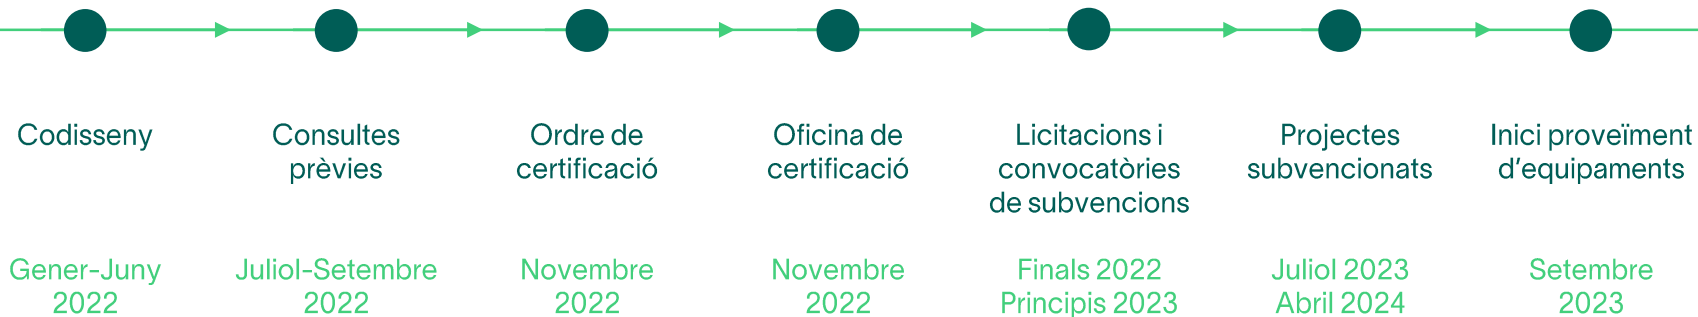 Codisseny
Gener-Juny
2022
Consultes
prèvies
Juliol-Setembre
2022
Ordre de
certificació
Novembre
2022
Oficina de
certificació
Novembre
2022
Licitacions i
convocatòries
de subvencions
Finals 2022
Principis 2023
Projectes
subvencionats
Juliol 2023
Abril 2024
Inici proveïment
d’equipaments
Setembre
2023